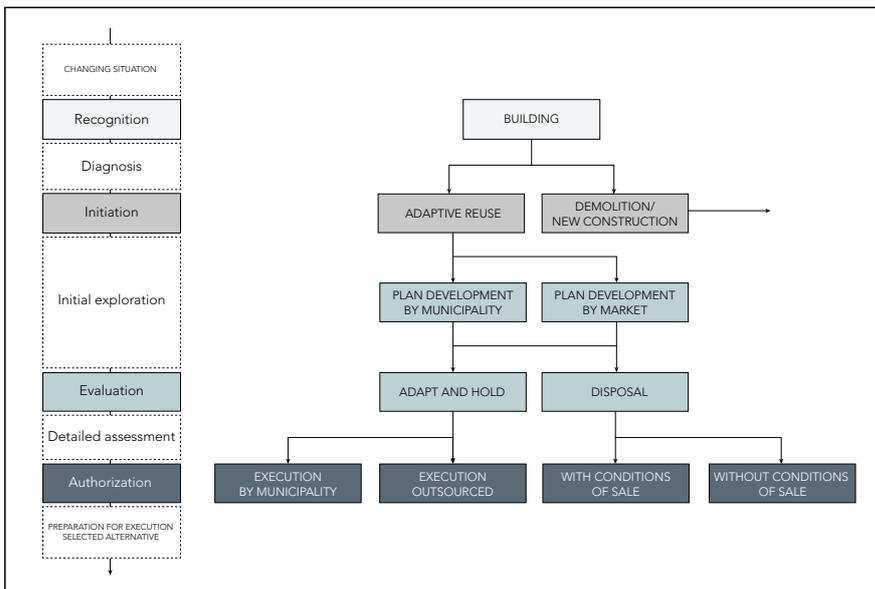 CHANGING SITUATION
Recognition
Diagnosis
Initiation
Initial exploration
Evaluation
Detailed assessment
Authorization
PREPARATION FOR EXECUTION
SELECTED ALTERNATIVE
BUILDING
ADAPTIVE REUSE
DEMOLITION/
NEW CONSTRUCTION
PLAN DEVELOPMENT
BY MUNICIPALITY
PLAN DEVELOPMENT
BY MARKET
ADAPT AND HOLD
DISPOSAL
EXECUTION
BY MUNICIPALITY
EXECUTION
OUTSOURCED
WITH CONDITIONS
OF SALE
WITHOUT CONDITIONS
OF SALE